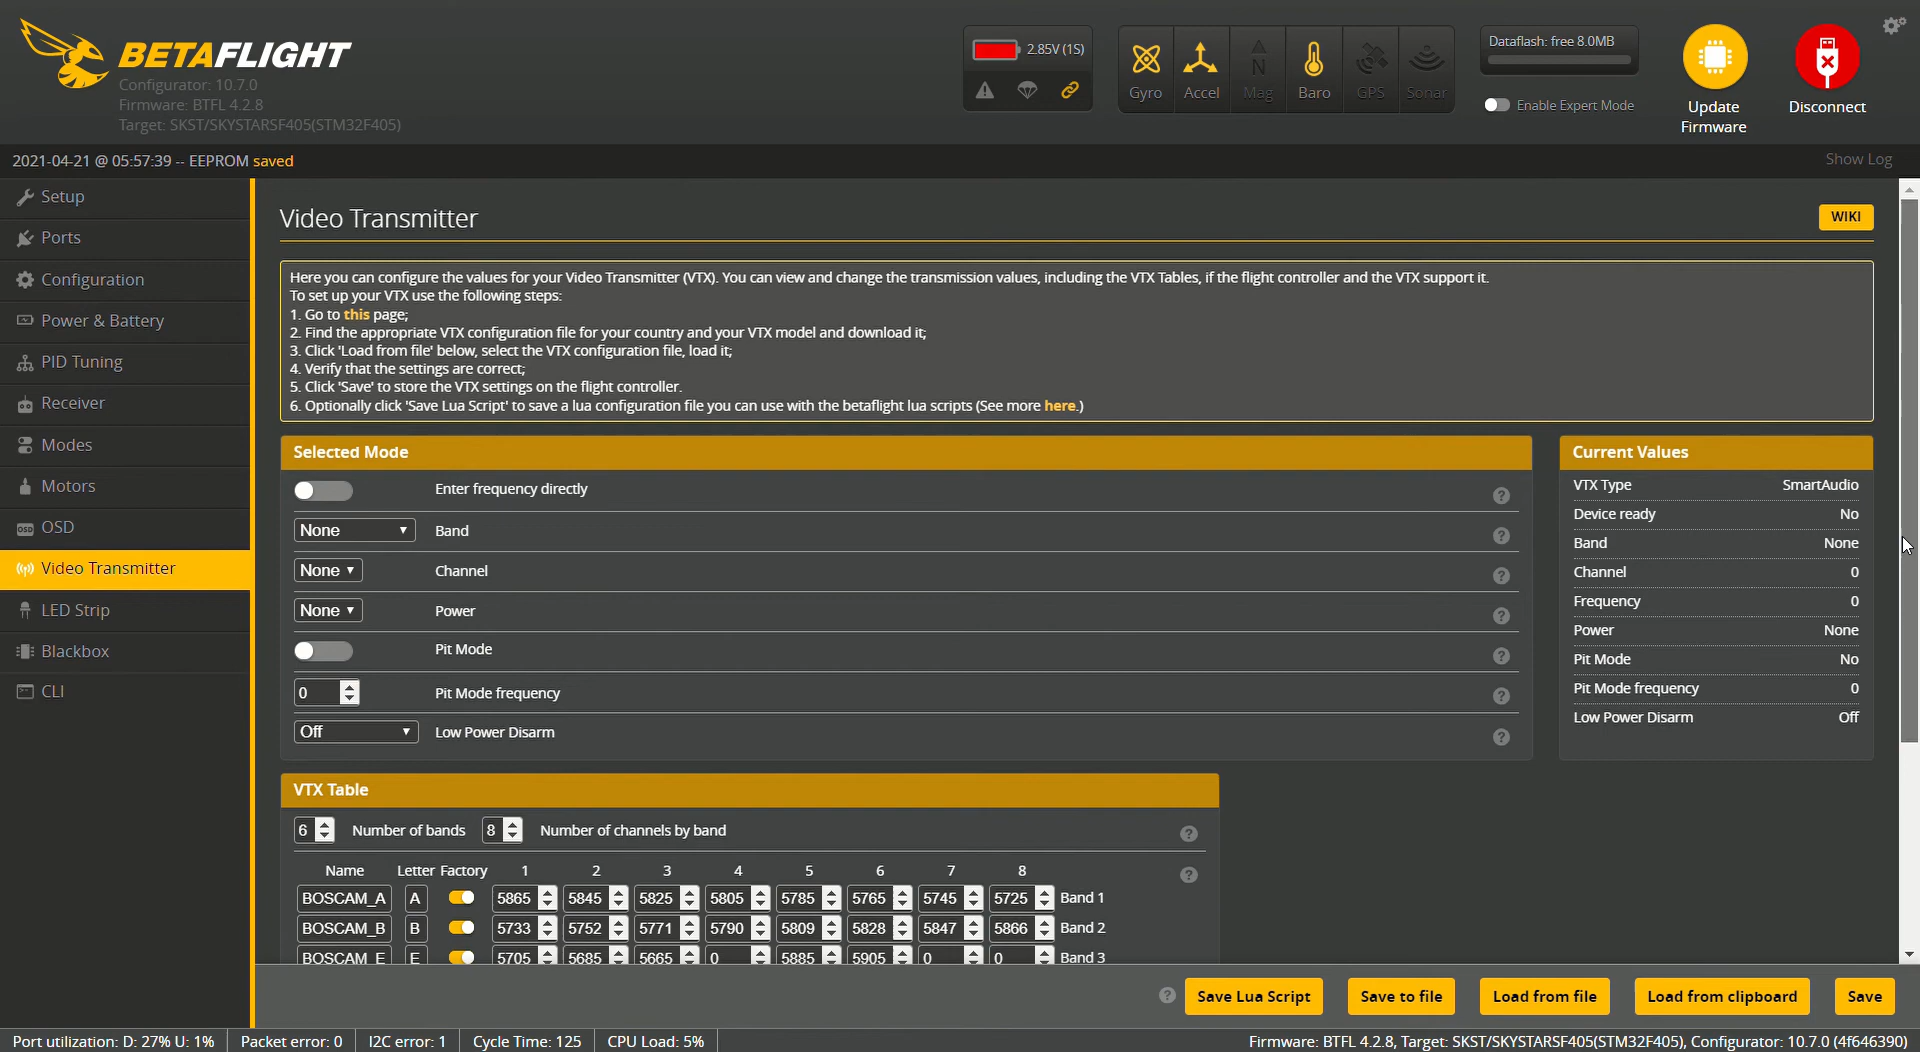 BETAFLIGHT
Configurator: 10.7.0
Firmware: BTFL 4.2.8
Target: SKST/SKYSTARSF405(STM32F405)
2.85V (1S)
Gyro
Accel
Mag
Baro
GPS
Sonar
Dataflash: free 8.0MB
Enable Expert Mode
Update
Firmware
Disconnect
2021-04-21 @ 05:57:39 -- EEPROM saved
Show Log
Setup
Ports
Configuration
Power & Battery
PID Tuning
Receiver
Modes
Motors
OSD
Video Transmitter
LED Strip
Blackbox
CLI
Video Transmitter
WIKI
Here you can configure the values for your Video Transmitter (VTX). You can view and change the transmission values, including the VTX Tables, if the flight controller and the VTX support it.
To set up your VTX use the following steps:
1. Go to this page;
2. Find the appropriate VTX configuration file for your country and your VTX model and download it;
3. Click 'Load from file' below, select the VTX configuration file, load it;
4. Verify that the settings are correct;
5. Click 'Save' to store the VTX settings on the flight controller.
6. Optionally click 'Save Lua Script' to save a lua configuration file you can use with the betaflight lua scripts (See more here.)
Selected Mode
Enter frequency directly
None Band
None Channel
None Power
Pit Mode
0 Pit Mode frequency
Off Low Power Disarm
Current Values
VTX Type SmartAudio
Device ready No
Band None
Channel 0
Frequency 0
Power None
Pit Mode No
Pit Mode frequency 0
Low Power Disarm Off
VTX Table
6 Number of bands 8 Number of channels by band
Name Letter Factory 1 2 3 4 5 6 7 8
BOSCAM_A A 5865 5845 5825 5805 5785 5765 5745 5725 Band 1
BOSCAM_B B 5733 5752 5771 5790 5809 5828 5847 5866 Band 2
BOSCAM_E E 5705 5685 5665 0 5885 5905 0 0 Band 3
Save Lua Script
Save to file
Load from file
Load from clipboard
Save
Port utilization: D: 27% U: 1% Packet error: 0 I2C error: 1 Cycle Time: 125 CPU Load: 5% Firmware: BTFL 4.2.8, Target: SKST/SKYSTARSF405(STM32F405), Configurator: 10.7.0 (4f646390)